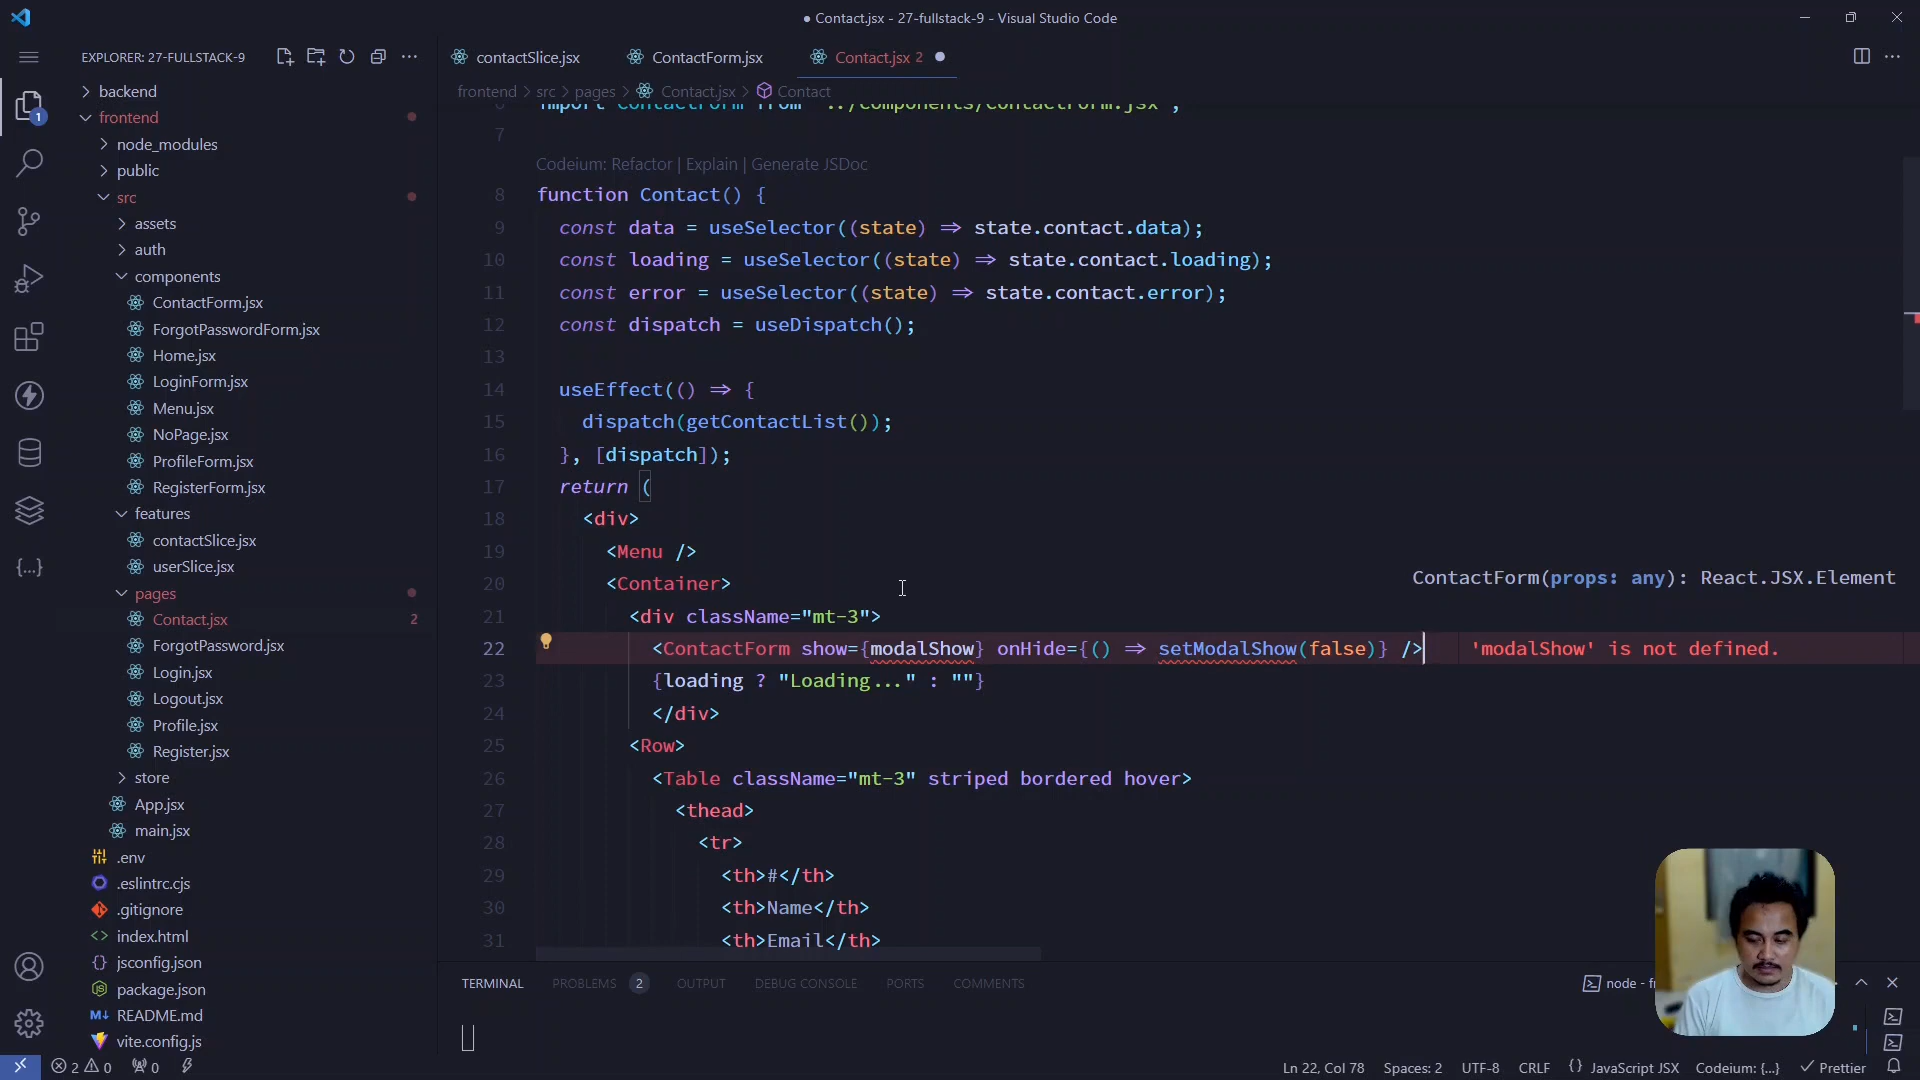 ● Contact.jsx - 27-fullstack-9 - Visual Studio Code
EXPLORER: 27-FULLSTACK-9
contactSlice.jsx
ContactForm.jsx
Contact.jsx 2
frontend > src > pages > Contact.jsx > Contact
backend
frontend
node_modules
public
src
assets
auth
components
ContactForm.jsx
ForgotPasswordForm.jsx
Home.jsx
LoginForm.jsx
Menu.jsx
NoPage.jsx
ProfileForm.jsx
RegisterForm.jsx
features
contactSlice.jsx
userSlice.jsx
pages
Contact.jsx 2
ForgotPassword.jsx
Login.jsx
Logout.jsx
Profile.jsx
Register.jsx
store
App.jsx
main.jsx
.env
.eslintrc.cjs
.gitignore
index.html
jsconfig.json
package.json
README.md
vite.config.js
1
6 import ContactForm from "../components/ContactForm.jsx";
7
Codeium: Refactor | Explain | Generate JSDoc
8 function Contact() {
9 const data = useSelector((state) => state.contact.data);
10 const loading = useSelector((state) => state.contact.loading);
11 const error = useSelector((state) => state.contact.error);
12 const dispatch = useDispatch();
13
14 useEffect(() => {
15 dispatch(getContactList());
16 }, [dispatch]);
17 return (
18 <div>
19 <Menu />
20 <Container>
ContactForm(props: any): React.JSX.Element
21 <div className="mt-3">
22 <ContactForm show={modalShow} onHide={() => setModalShow(false)} /> 'modalShow' is not defined.
23 {loading ? "Loading..." : ""}
24 </div>
25 <Row>
26 <Table className="mt-3" striped bordered hover>
27 <thead>
28 <tr>
29 <th>#</th>
30 <th>Name</th>
31 <th>Email</th>
TERMINAL PROBLEMS 2 OUTPUT DEBUG CONSOLE PORTS COMMENTS
node - f
2 0 0
Ln 22, Col 78 Spaces: 2 UTF-8 CRLF {} JavaScript JSX Codeium: {...} Prettier